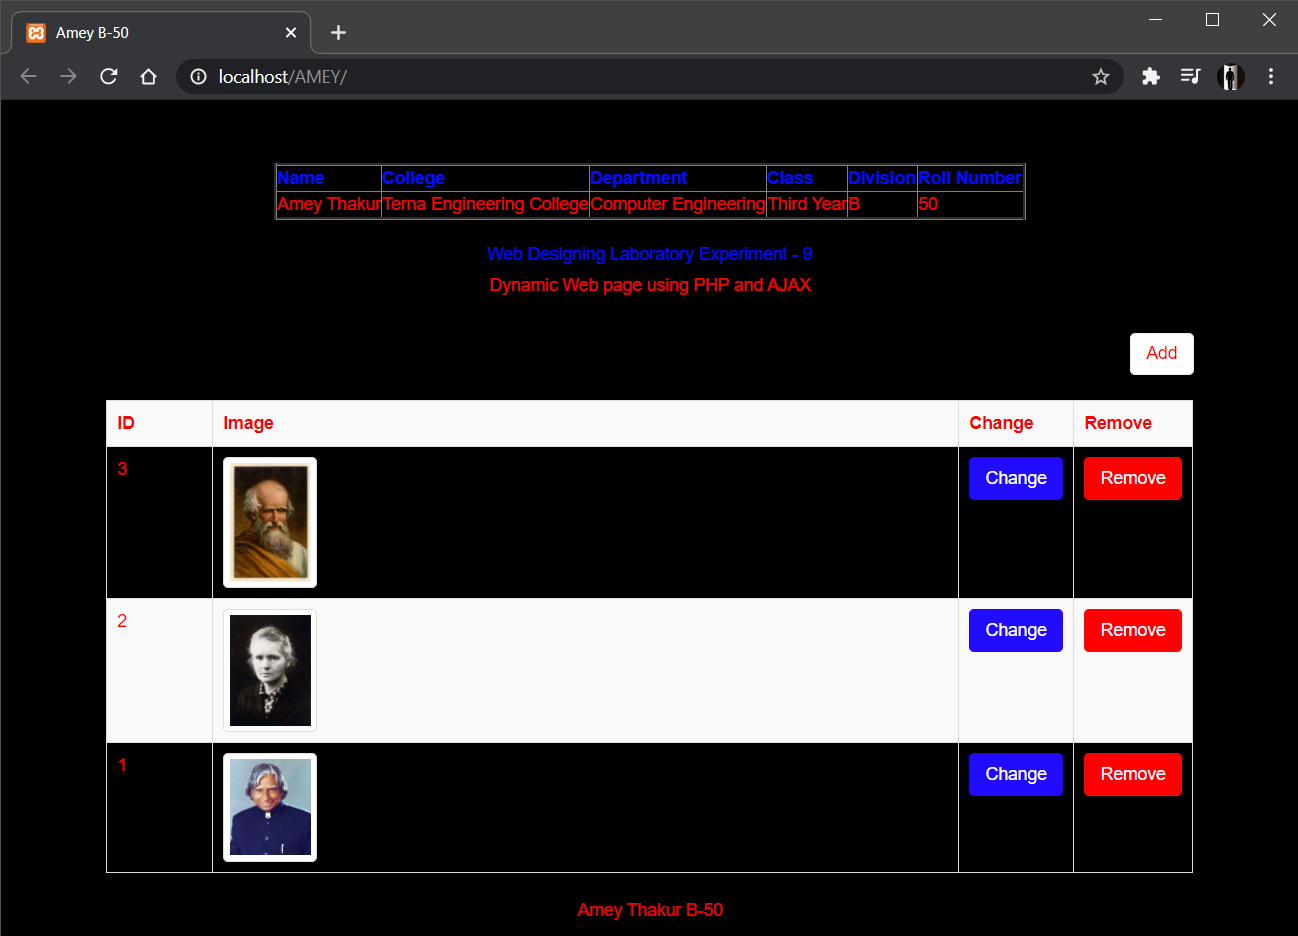 Amey B-50
localhost/AMEY/
Name College Department Class Division Roll Number
Amey Thakur Terna Engineering College Computer Engineering Third Year B 50
Web Designing Laboratory Experiment - 9
Dynamic Web page using PHP and AJAX
Add
ID Image Change Remove
3 Change Remove
2 Change Remove
1 Change Remove
Amey Thakur B-50